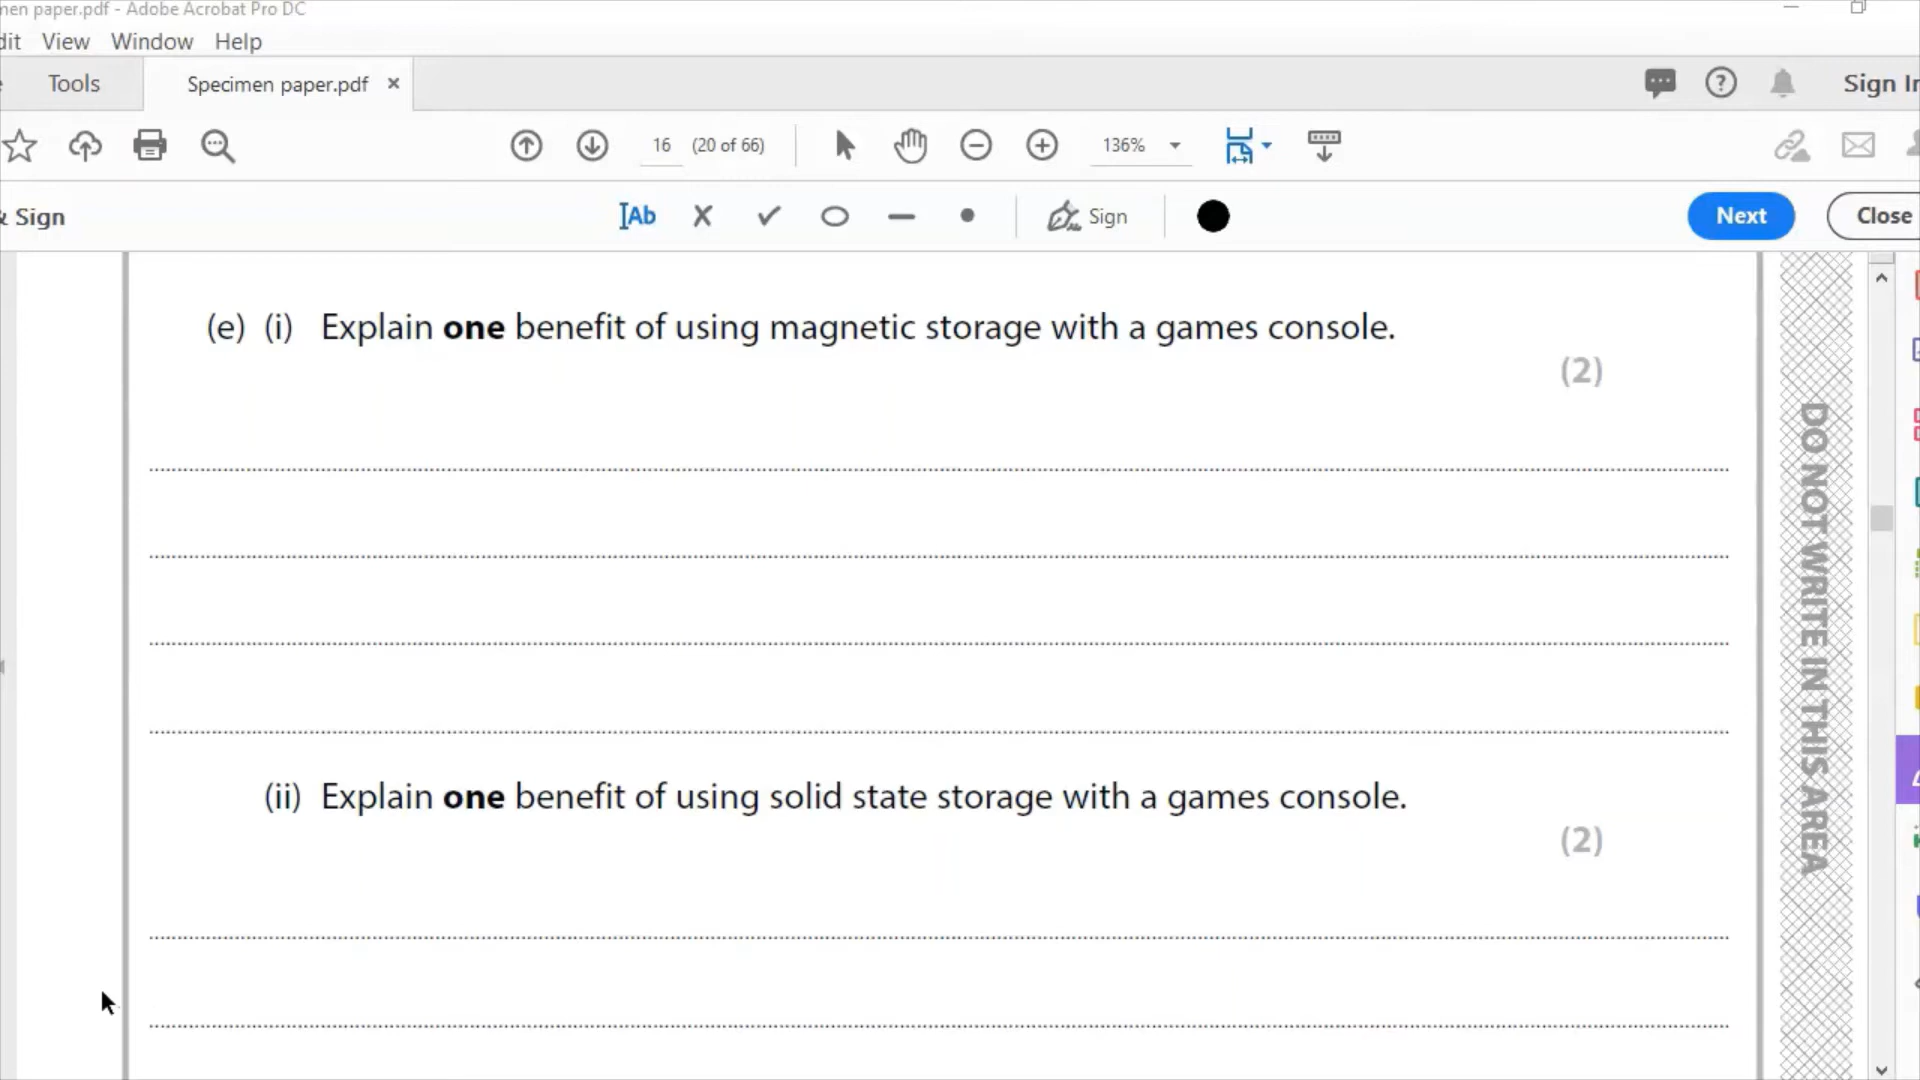 men paper.pdf - Adobe Acrobat Pro DC
dit View Window Help
Tools Specimen paper.pdf × Sign In
16 (20 of 66) 136%
& Sign Ab Sign Next Close
(e) (i) Explain one benefit of using magnetic storage with a games console.
(2)
(ii) Explain one benefit of using solid state storage with a games console.
(2)
DO NOT WRITE IN THIS AREA